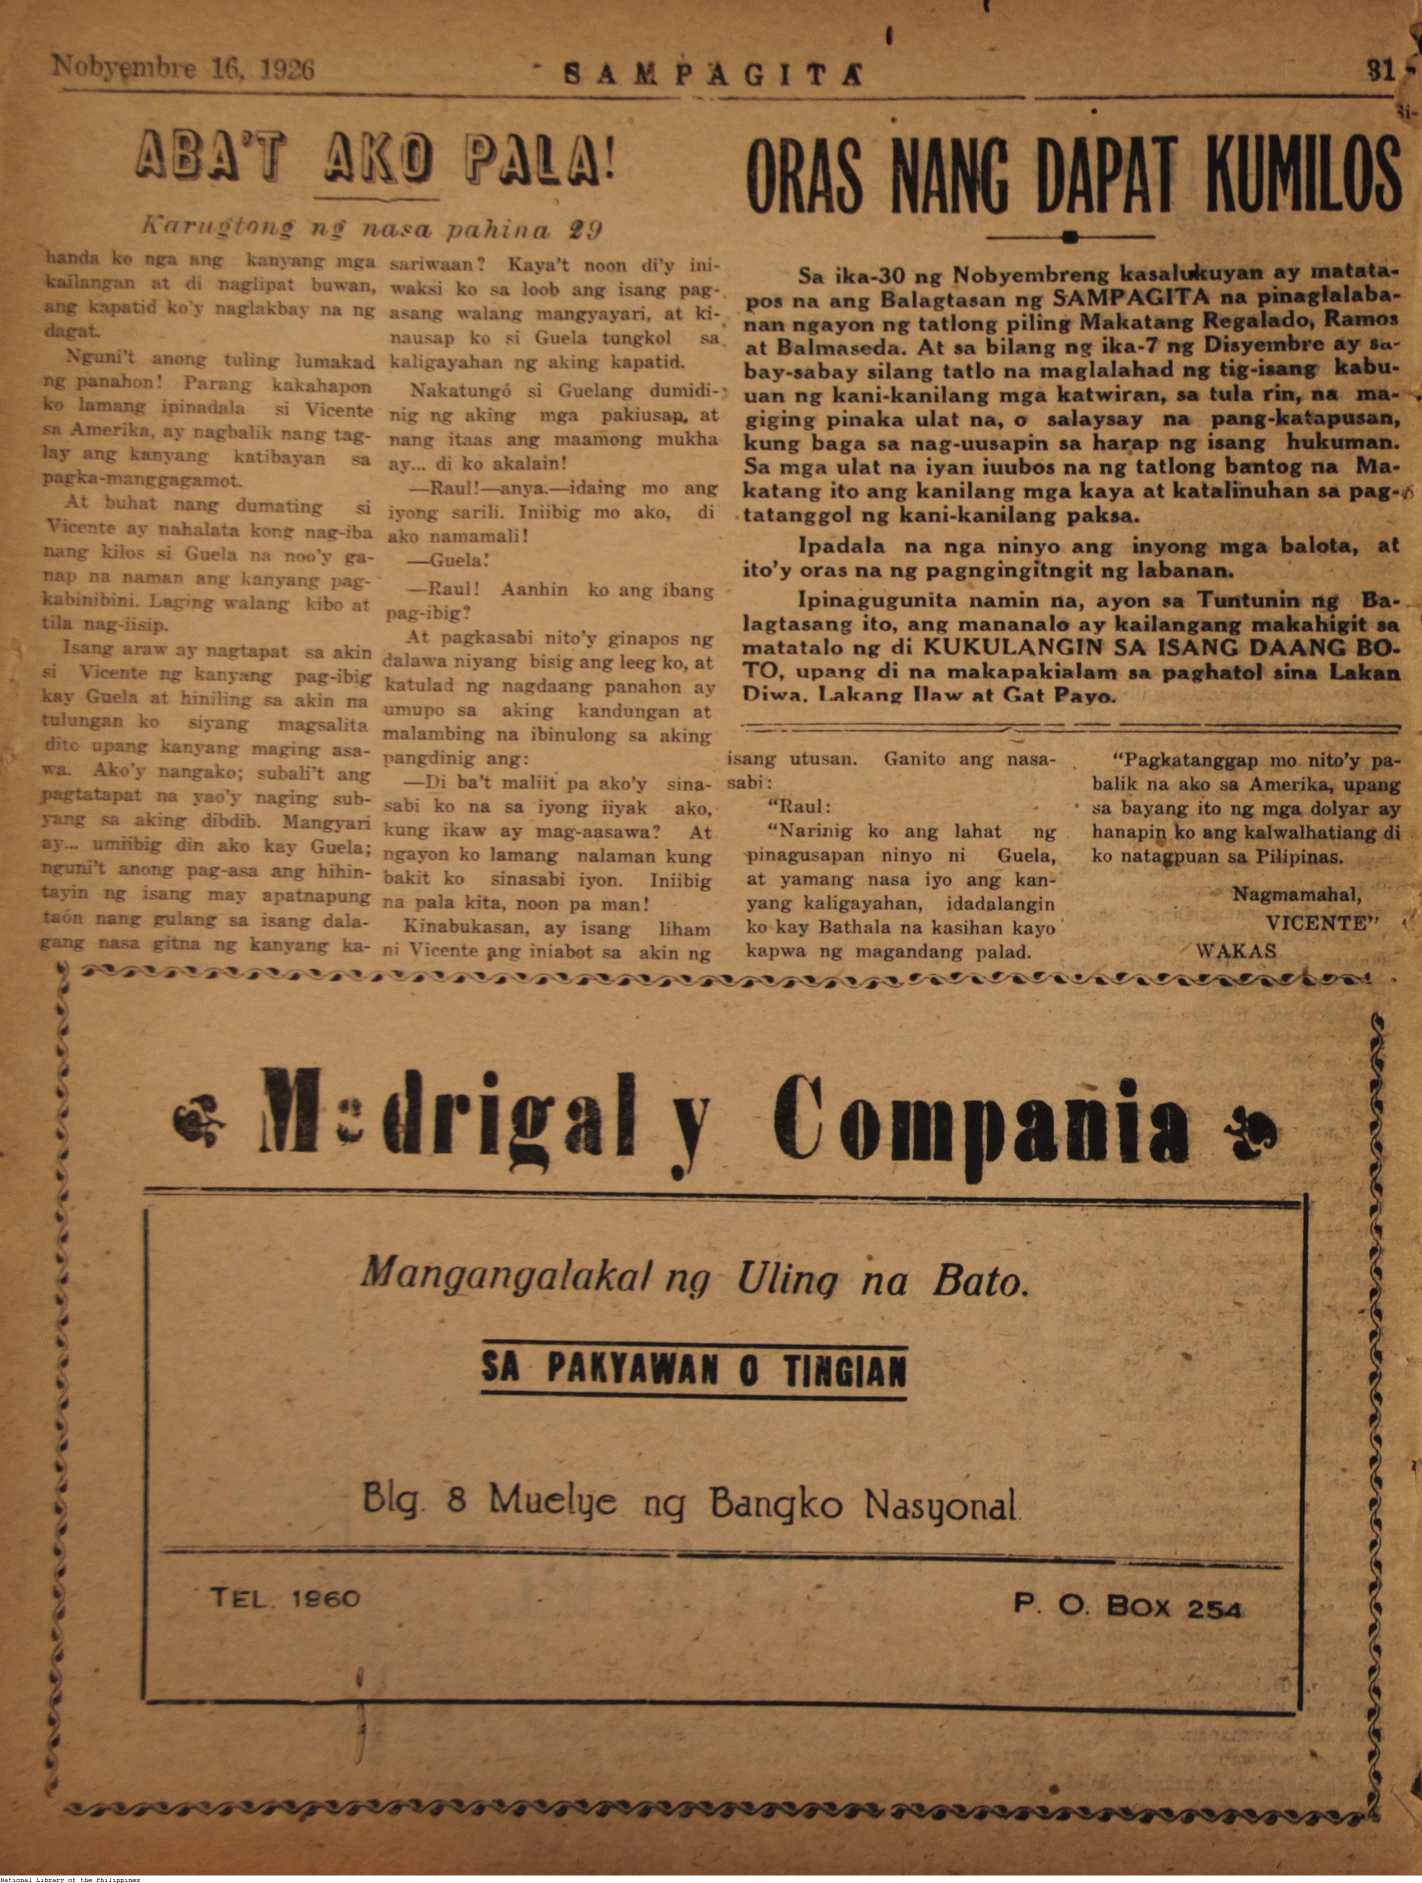 Nobyembre 16, 1926
SAMPAGITA
31
ABA'T AKO PALA!
Karugtong ng nasa pahina 29
handa ko nga ang kanyang mga
kailangan at di naglipat buwan,
ang kapatid ko'y naglakbay na ng
dagat.
Nguni't anong tuling lumakad
ng panahon! Parang kakahapon
ko lamang ipinadala si Vicente
sa Amerika, ay nagbalik nang tag-
lay ang kanyang katibayan sa
pagka-manggagamot.
At buhat nang dumating si
Vicente ay nahalata kong nag-iba
nang kilos si Guela na noo'y ga-
nap na naman ang kanyang pag-
kabinibini. Laging walang kibo at
tila nag-iisip.
Isang araw ay nagtapat sa akin
si Vicente ng kanyang pag-ibig
kay Guela at hiniling sa akin na
tulungan ko siyang magsalita
dito upang kanyang maging asa-
wa. Ako'y nangako; subali't ang
pagtatapat na yao'y naging sub-
yang sa aking dibdib. Mangyari
ay... umiibig din ako kay Guela;
nguni't anong pag-asa ang hihin-
tayin ng isang may apatnapung
taón nang gulang sa isang dala-
gang nasa gitna ng kanyang ka-
sariwaan? Kaya't noon di'y ini-
waksi ko sa loob ang isang pag-
asang walang mangyayari, at ki-
nausap ko si Guela tungkol sa
kaligayahan ng aking kapatid.
Nakatungó si Guelang dumidi-
nig ng aking mga pakiusap, at
nang itaas ang maamong mukha
ay... di ko akalain!
—Raul!—anya.—idaing mo ang
iyong sarili. Iniibig mo ako, di
ako namamali!
—Guela!
—Raul! Aanhin ko ang ibang
pag-ibig?
At pagkasabi nito'y ginapos ng
dalawa niyang bisig ang leeg ko, at
katulad ng nagdaang panahon ay
umupo sa aking kandungan at
malambing na ibinulong sa aking
pangdinig ang:
—Di ba't maliit pa ako'y sina-
sabi ko na sa iyong iiyak ako,
kung ikaw ay mag-aasawa? At
ngayon ko lamang nalaman kung
bakit ko sinasabi iyon. Iniibig
na pala kita, noon pa man!
Kinabukasan, ay isang liham
ni Vicente ang iniabot sa akin ng
ORAS NANG DAPAT KUMILOS
Sa ika-30 ng Nobyembreng kasalukuyan ay matata-
pos na ang Balagtasan ng SAMPAGITA na pinaglalaba-
nan ngayon ng tatlong piling Makatang Regalado, Ramos
at Balmaseda. At sa bilang ng ika-7 ng Disyembre ay sa-
bay-sabay silang tatlo na maglalahad ng tig-isang kabu-
uan ng kani-kanilang mga katwiran, sa tula rin, na ma-
giging pinaka ulat na, o salaysay na pang-katapusan,
kung baga sa nag-uusapin sa harap ng isang hukuman.
Sa mga ulat na iyan iuubos na ng tatlong bantog na Ma-
katang ito ang kanilang mga kaya at katalinuhan sa pag-
tatanggol ng kani-kanilang paksa.
Ipadala na nga ninyo ang inyong mga balota, at
ito'y oras na ng pagngingitngit ng labanan.
Ipinagugunita namin na, ayon sa Tuntunin ng Ba-
lagtasang ito, ang mananalo ay kailangang makahigit sa
matatalo ng di KUKULANGIN SA ISANG DAANG BO-
TO, upang di na makapakialam sa paghatol sina Lakan
Diwa, Lakang Ilaw at Gat Payo.
isang utusan. Ganito ang nasa-
sabi:
"Raul:
"Narinig ko ang lahat ng
pinagusapan ninyo ni Guela,
at yamang nasa iyo ang kan-
yang kaligayahan, idadalangin
ko kay Bathala na kasihan kayo
kapwa ng magandang palad.
"Pagkatanggap mo nito'y pa-
balik na ako sa Amerika, upang
sa bayang ito ng mga dolyar ay
hanapin ko ang kalwalhatiang di
ko natagpuan sa Pilipinas.
Nagmamahal,
VICENTE"
WAKAS
Madrigal y Compania
Mangangalakal ng Uling na Bato.
SA PAKYAWAN O TINGIAN
Blg. 8 Muelye ng Bangko Nasyonal
TEL. 1960
P. O. BOX 254
National Library of the Philippines